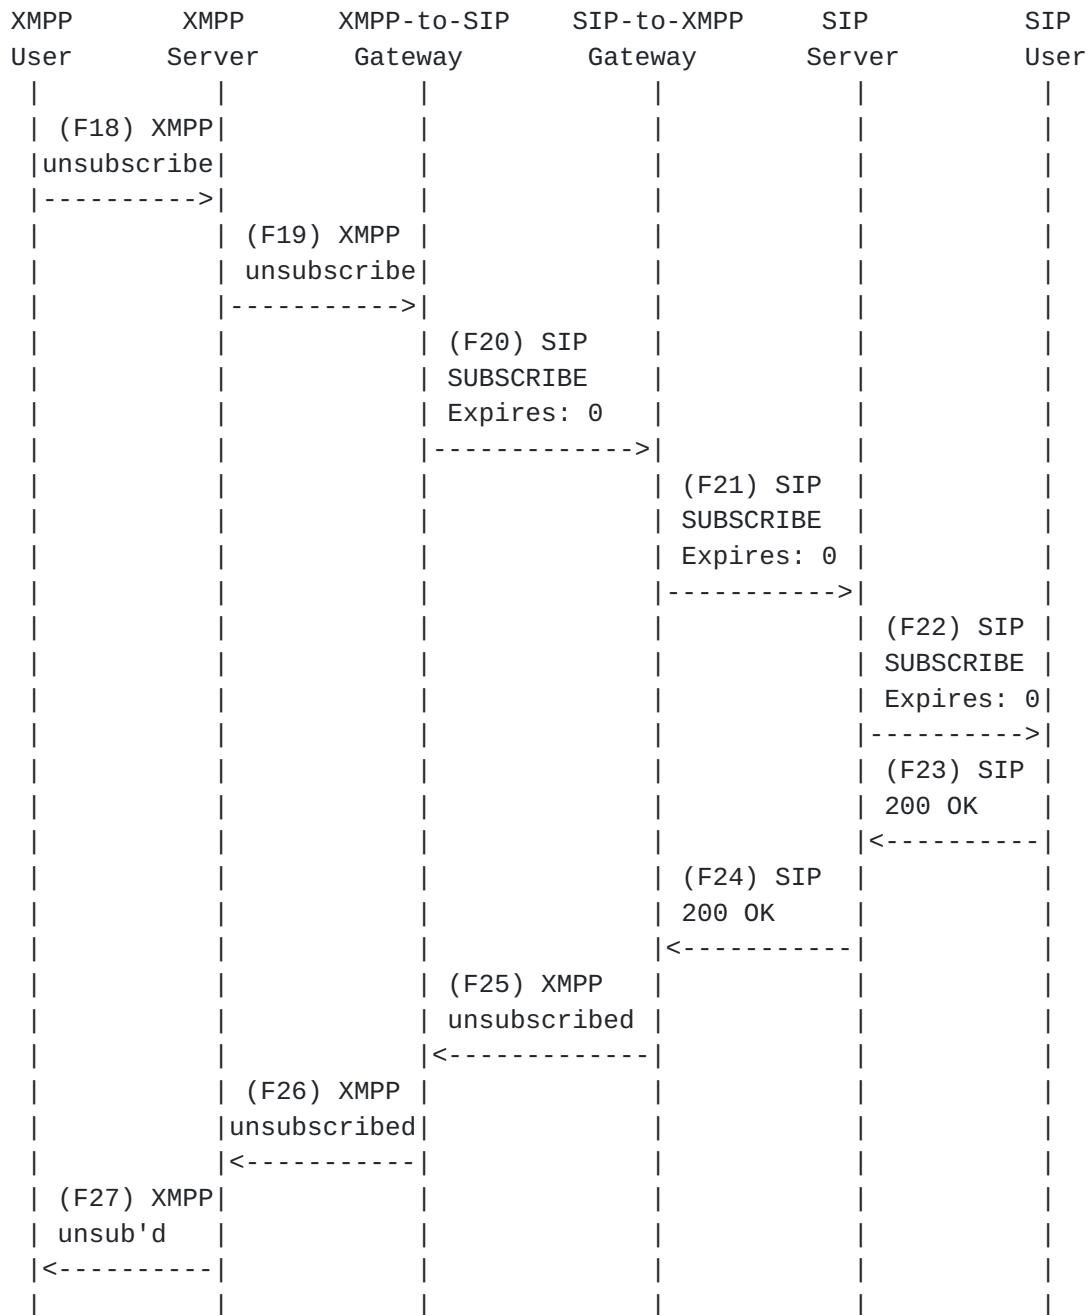 XMPP       XMPP      XMPP-to-SIP    SIP-to-XMPP     SIP          SIP
User      Server      Gateway        Gateway       Server        User
 |           |            |              |            |           |
 | (F18) XMPP|            |              |            |           |
 |unsubscribe|            |              |            |           |
 |---------->|            |              |            |           |
 |           | (F19) XMPP |              |            |           |
 |           | unsubscribe|              |            |           |
 |           |----------->|              |            |           |
 |           |            | (F20) SIP    |            |           |
 |           |            | SUBSCRIBE    |            |           |
 |           |            | Expires: 0   |            |           |
 |           |            |------------->|            |           |
 |           |            |              | (F21) SIP  |           |
 |           |            |              | SUBSCRIBE  |           |
 |           |            |              | Expires: 0 |           |
 |           |            |              |----------->|           |
 |           |            |              |            | (F22) SIP |
 |           |            |              |            | SUBSCRIBE |
 |           |            |              |            | Expires: 0|
 |           |            |              |            |---------->|
 |           |            |              |            | (F23) SIP |
 |           |            |              |            | 200 OK    |
 |           |            |              |            |<----------|
 |           |            |              | (F24) SIP  |           |
 |           |            |              | 200 OK     |           |
 |           |            |              |<-----------|           |
 |           |            | (F25) XMPP   |            |           |
 |           |            | unsubscribed |            |           |
 |           |            |<-------------|            |           |
 |           | (F26) XMPP |              |            |           |
 |           |unsubscribed|              |            |           |
 |           |<-----------|              |            |           |
 | (F27) XMPP|            |              |            |           |
 | unsub'd   |            |              |            |           |
 |<----------|            |              |            |           |
 |           |            |              |            |           |